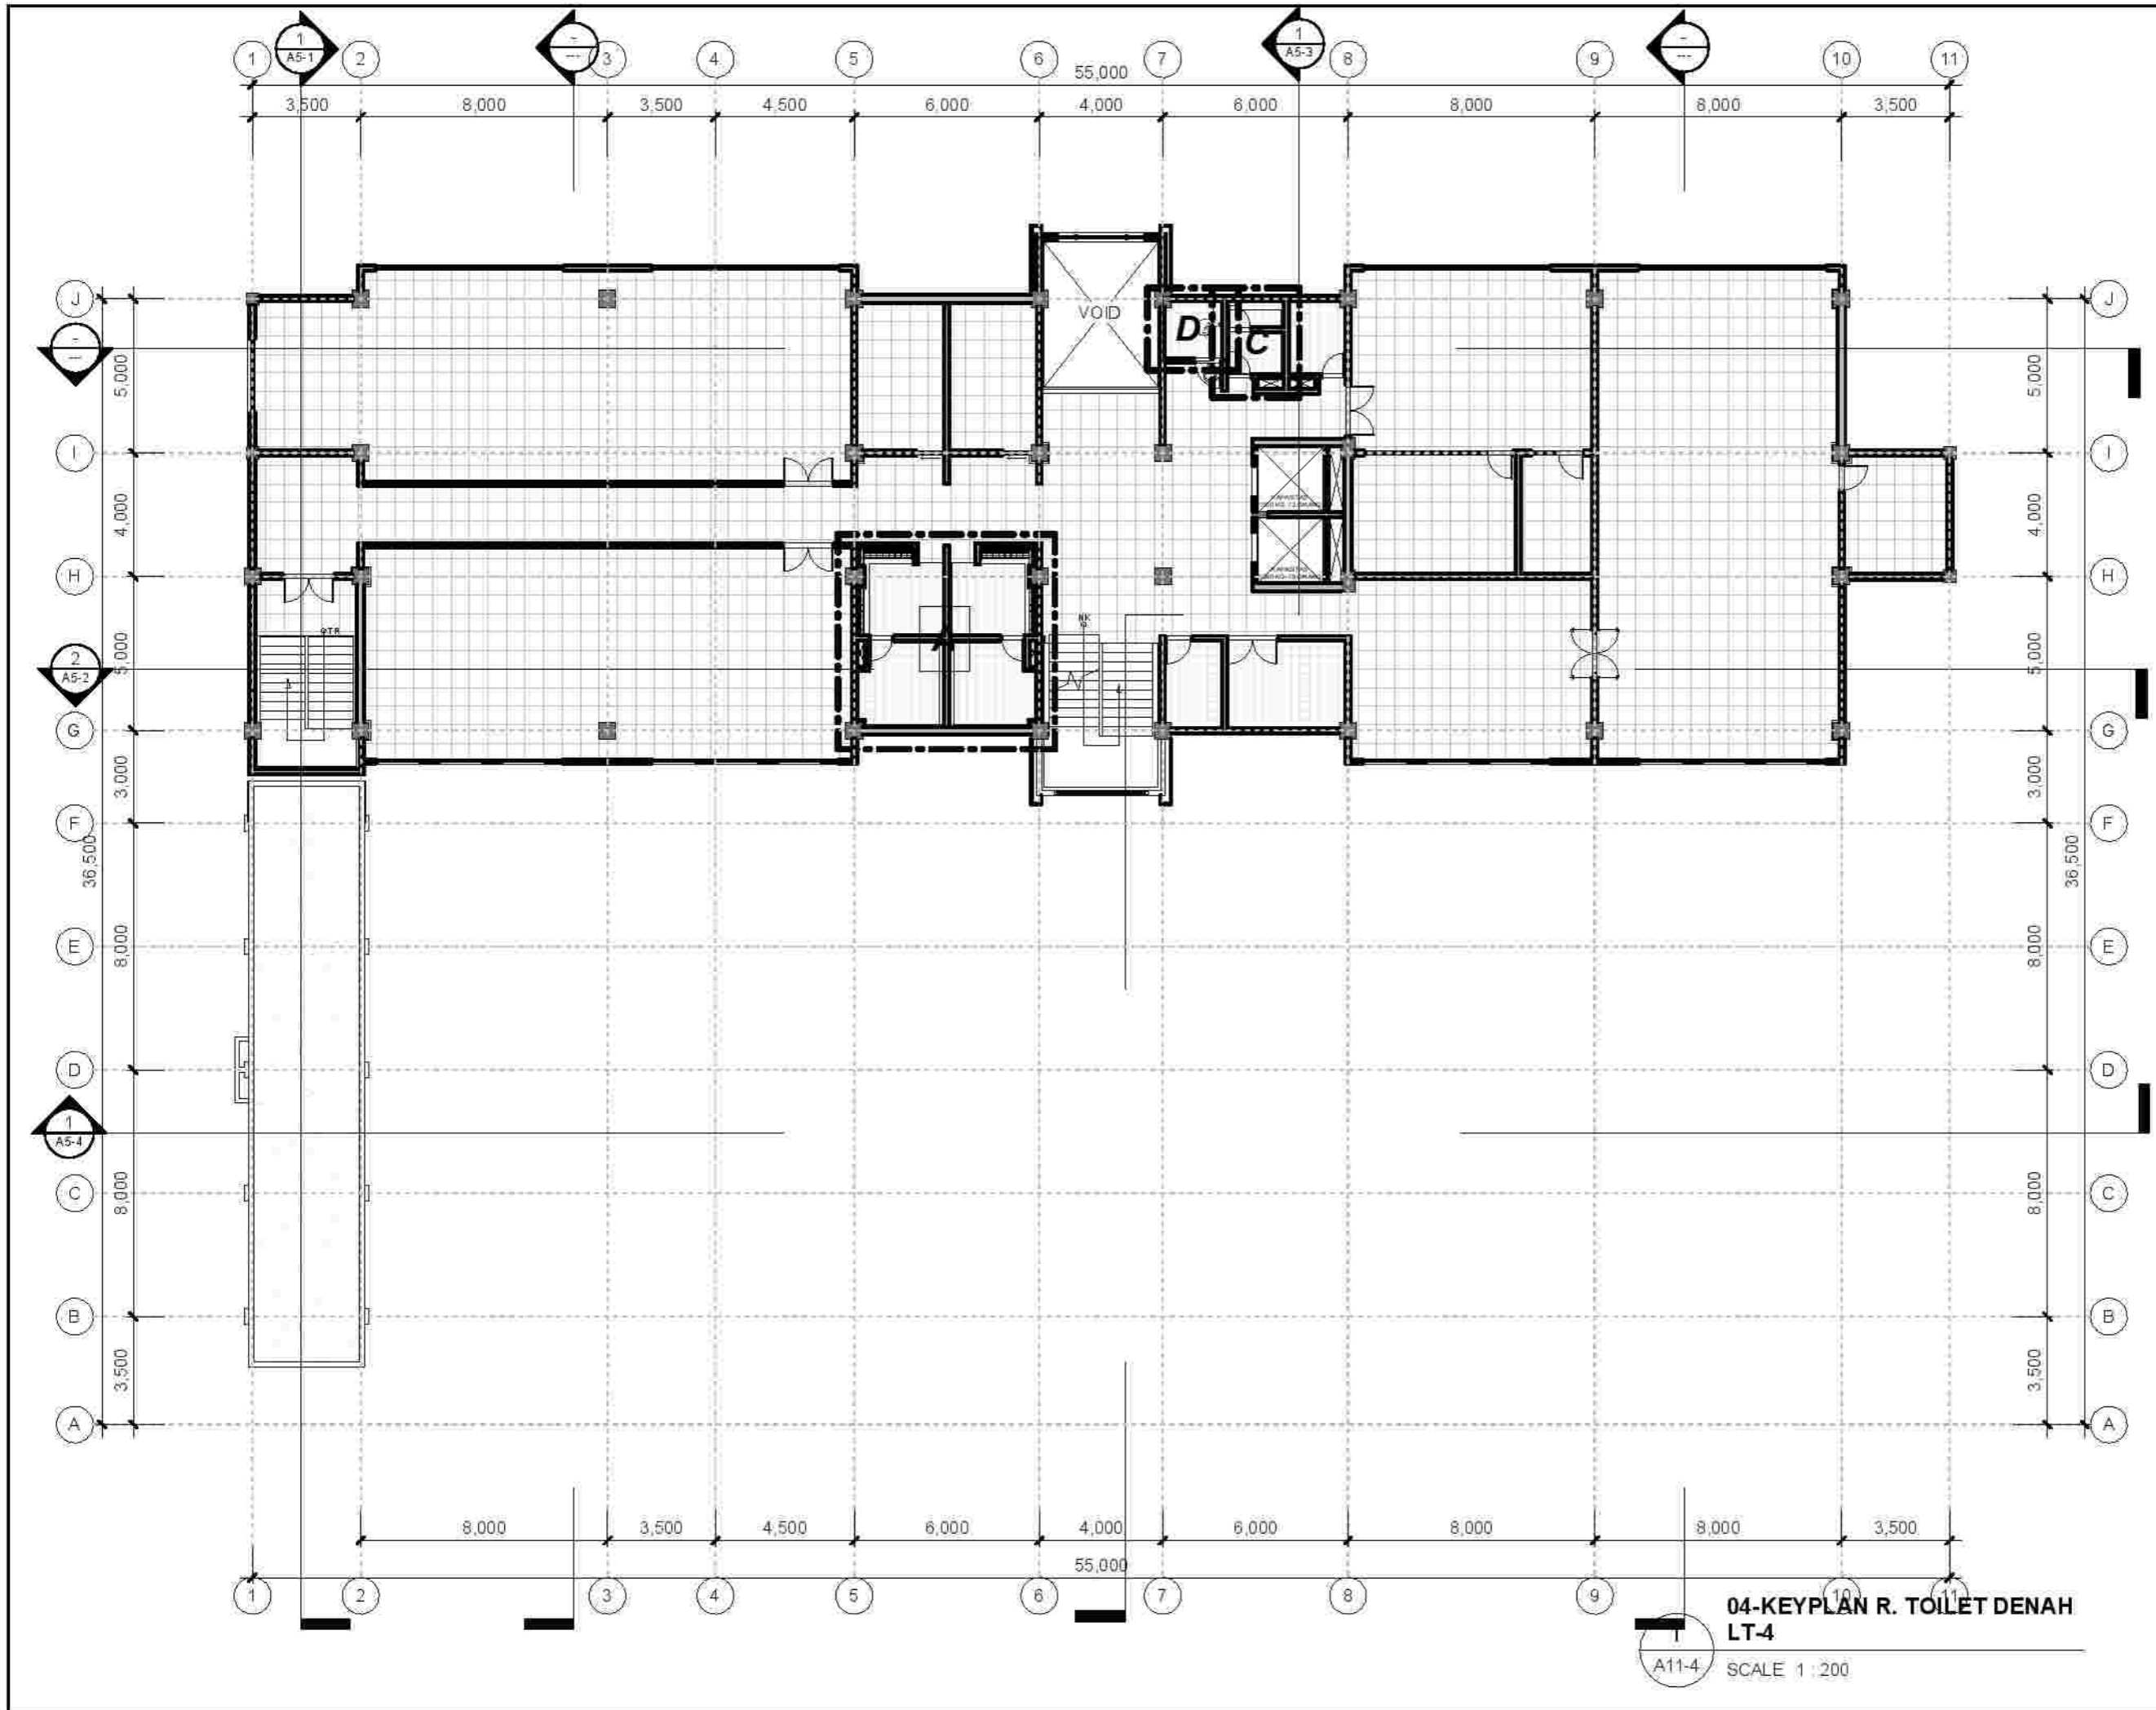 1
A5-1
-
---
1
A5-3
-
---
1
2
3
4
5
6
7
8
9
10
11
55,000
3,500
8,000
3,500
4,500
6,000
4,000
6,000
8,000
8,000
3,500
J
VOID
D
C
J
-
---
5,000
5,000
I
I
4,000
4,000
H
H
QTR
NK
A
5,000
5,000
2
A5-2
G
G
3,000
3,000
F
F
36,500
36,500
E
8,000
8,000
E
D
D
1
A5-4
C
8,000
8,000
C
B
B
3,500
3,500
A
A
8,000
3,500
4,500
6,000
4,000
6,000
8,000
8,000
3,500
55,000
1
2
3
4
5
6
7
8
9
10
11
04-KEYPLAN R. TOILET DENAH
LT-4
1
A11-4
SCALE 1 : 200